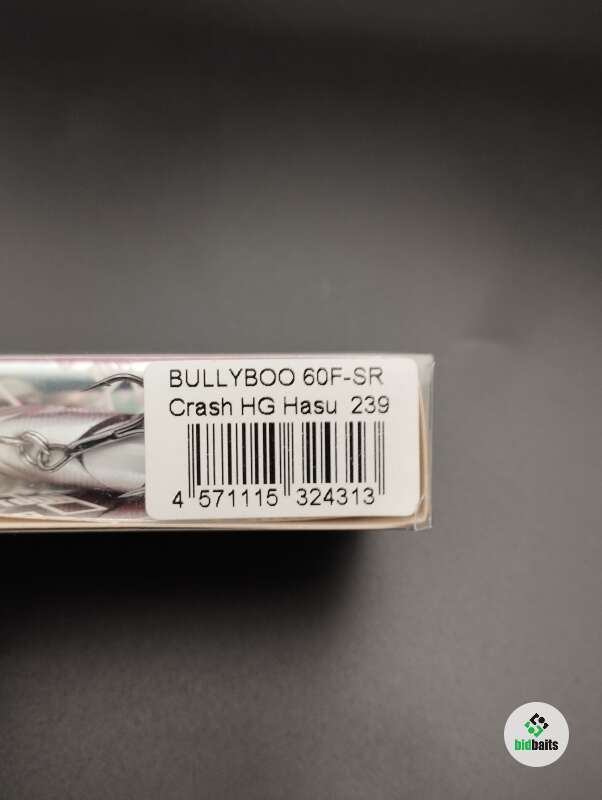 BULLYBOO 60F-SR
Crash HG Hasu 239
4 571115 324313
bidbaits